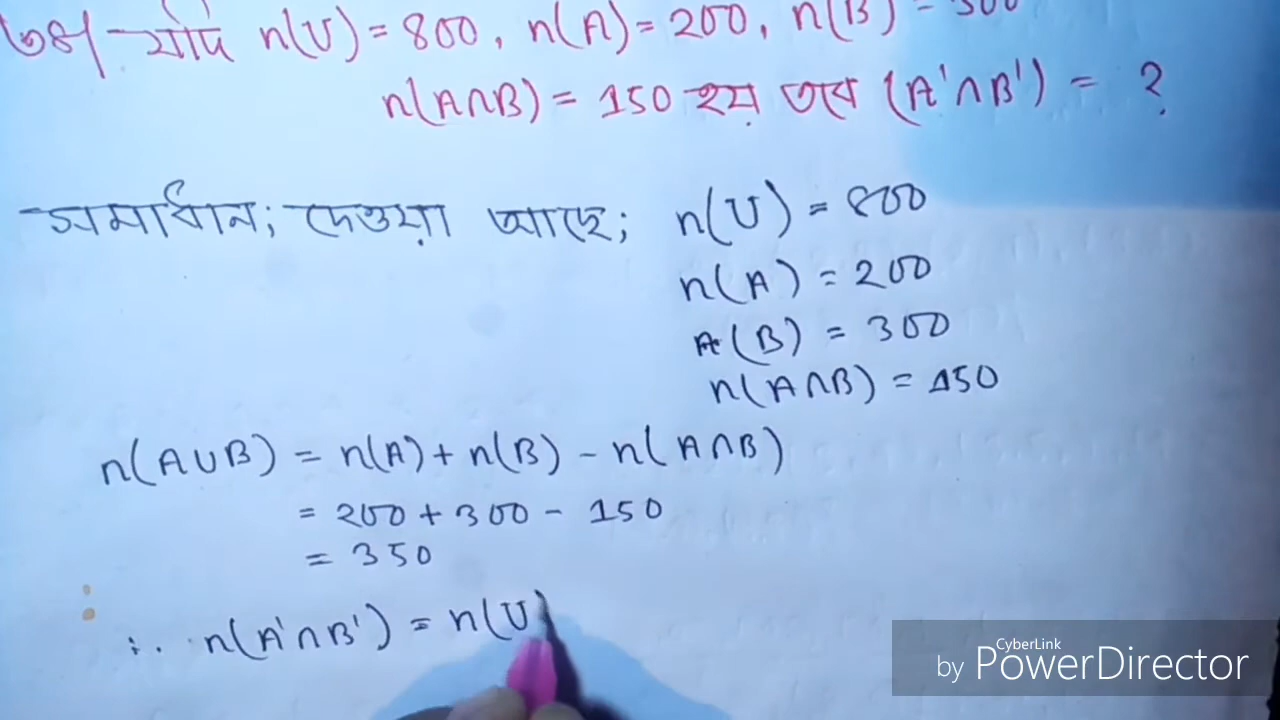 ৩৪। যদি n(U) = 800, n(A) = 200, n(B) = 300
n(A∩B) = 150 হয় তবে (A'∩B') = ?
সমাধান; দেওয়া আছে; n(U) = 800
n(A) = 200
A(B) = 300
n(A∩B) = 150
n(A∪B) = n(A) + n(B) - n(A∩B)
= 200 + 300 - 150
= 350
∴ n(A'∩B') = n(U)
CyberLink
by PowerDirector